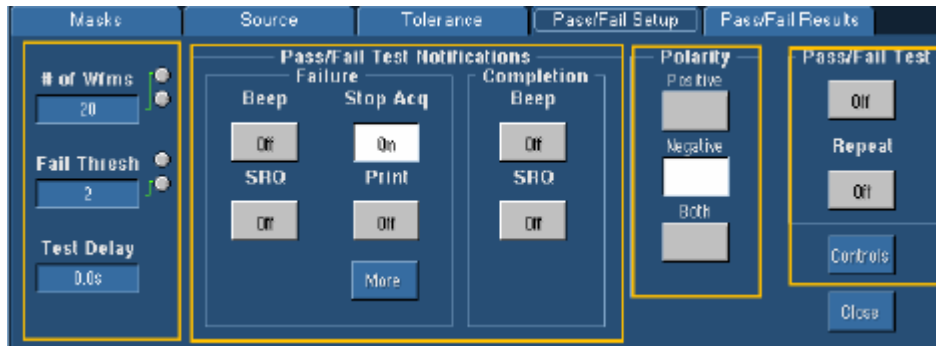 Masks Source Tolerance Pass/Fail Setup Pass/Fail Results
# of Wfms
20
Fail Thresh
2
Test Delay
0.0s
Pass/Fail Test Notifications
Failure
Beep Stop Acq
Off On
SRQ Print
Off Off
More
Completion
Beep
Off
SRQ
Off
Polarity
Positive
Negative
Both
Pass/Fail Test
Off
Repeat
Off
Controls
Close